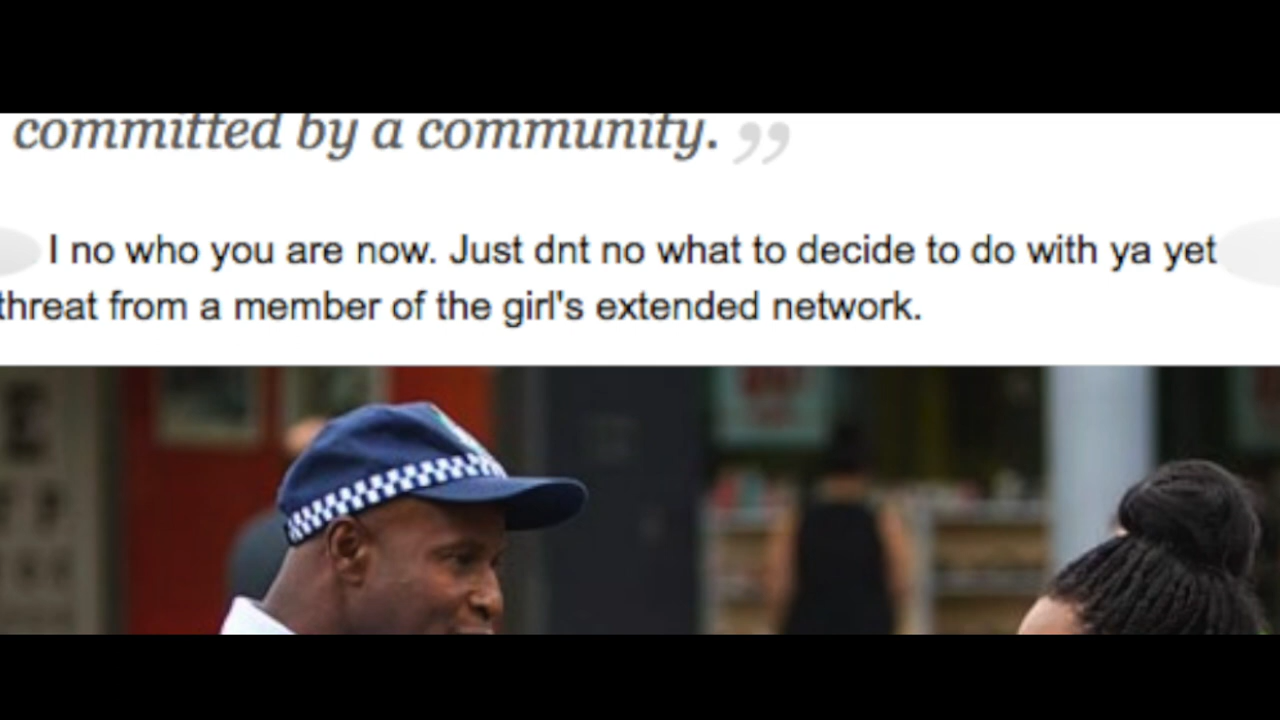 committed by a community. ”
I no who you are now. Just dnt no what to decide to do with ya yet
threat from a member of the girl's extended network.